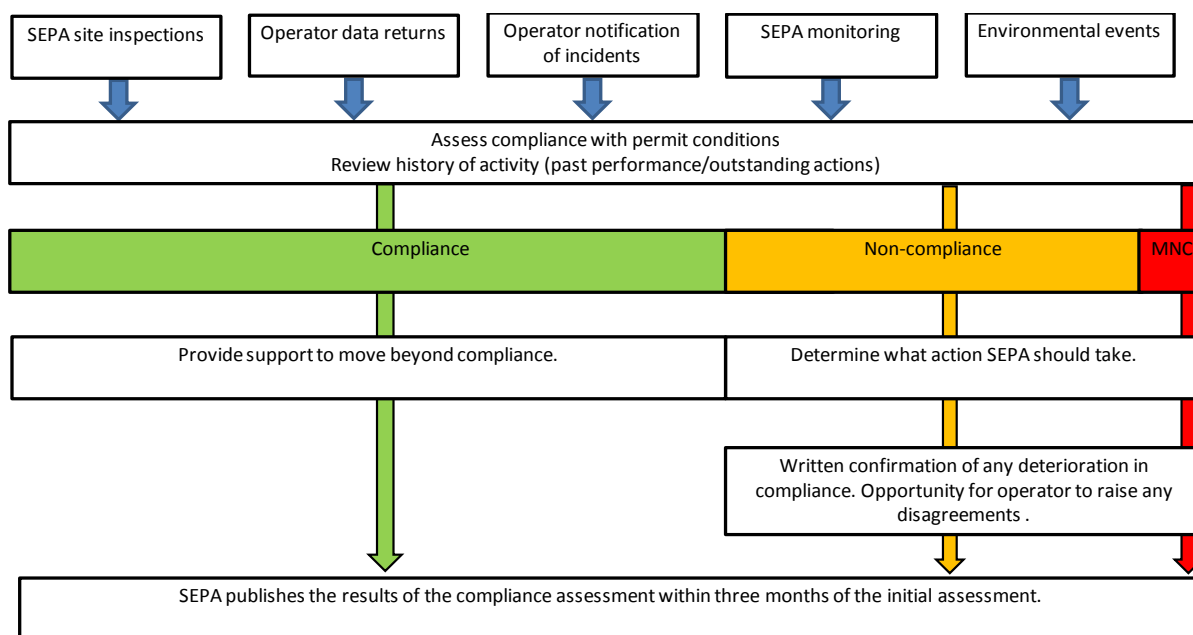 SEPA site inspections
Operator data returns
Operator notification
of incidents
SEPA monitoring
Environmental events
Assess compliance with permit conditions
Review history of activity (past performance/outstanding actions)
Compliance
Non-compliance
MNC
Provide support to move beyond compliance.
Determine what action SEPA should take.
Written confirmation of any deterioration in
compliance. Opportunity for operator to raise any
disagreements .
SEPA publishes the results of the compliance assessment within three months of the initial assessment.